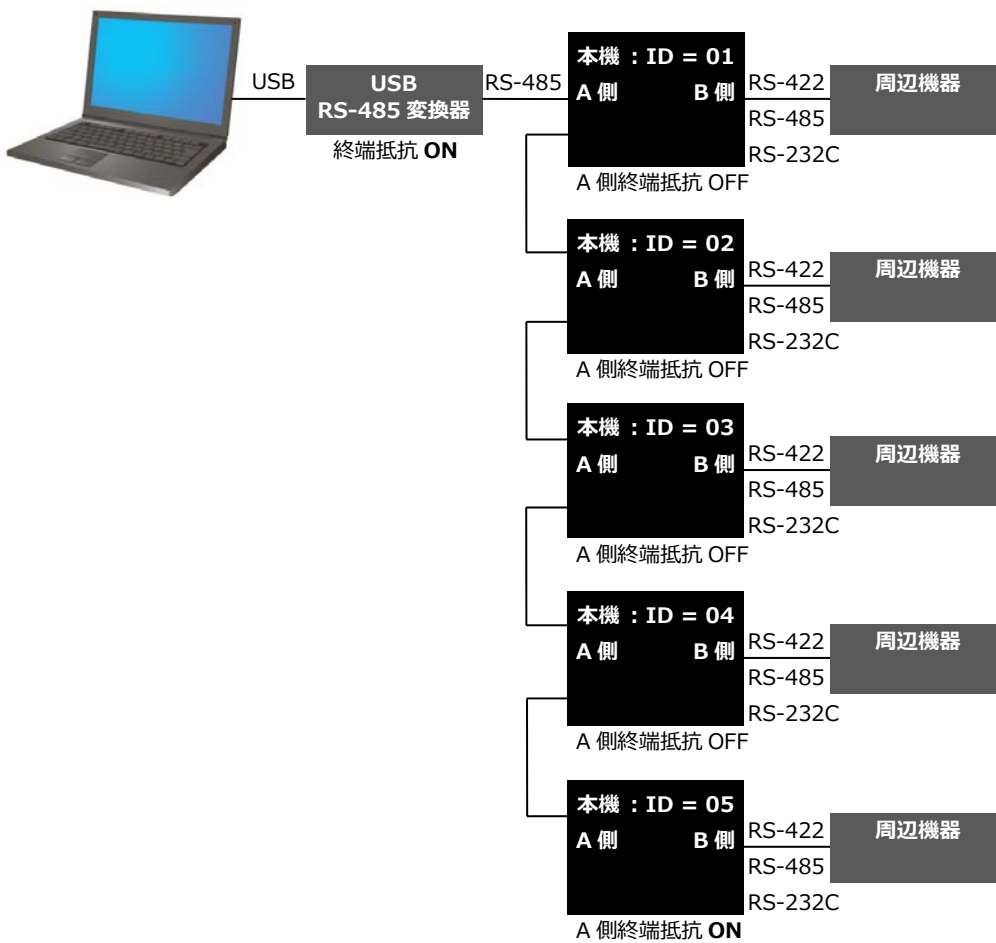 USB
USB
RS-485 変換器
終端抵抗 ON
RS-485
本機 : ID = 01
A 側 B 側
A 側終端抵抗 OFF
RS-422
RS-485
RS-232C
周辺機器
本機 : ID = 02
A 側 B 側
A 側終端抵抗 OFF
RS-422
RS-485
RS-232C
周辺機器
本機 : ID = 03
A 側 B 側
A 側終端抵抗 OFF
RS-422
RS-485
RS-232C
周辺機器
本機 : ID = 04
A 側 B 側
A 側終端抵抗 OFF
RS-422
RS-485
RS-232C
周辺機器
本機 : ID = 05
A 側 B 側
A 側終端抵抗 ON
RS-422
RS-485
RS-232C
周辺機器